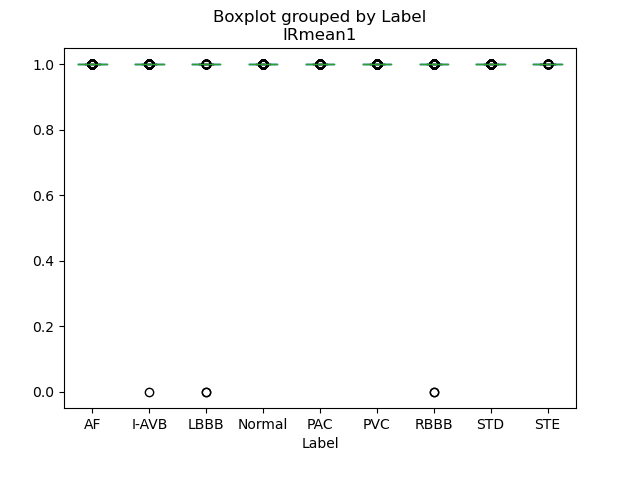 Boxplot grouped by Label
IRmean1
1.0
0.8
0.6
0.4
0.2
0.0
AF I-AVB LBBB Normal PAC PVC RBBB STD STE
Label